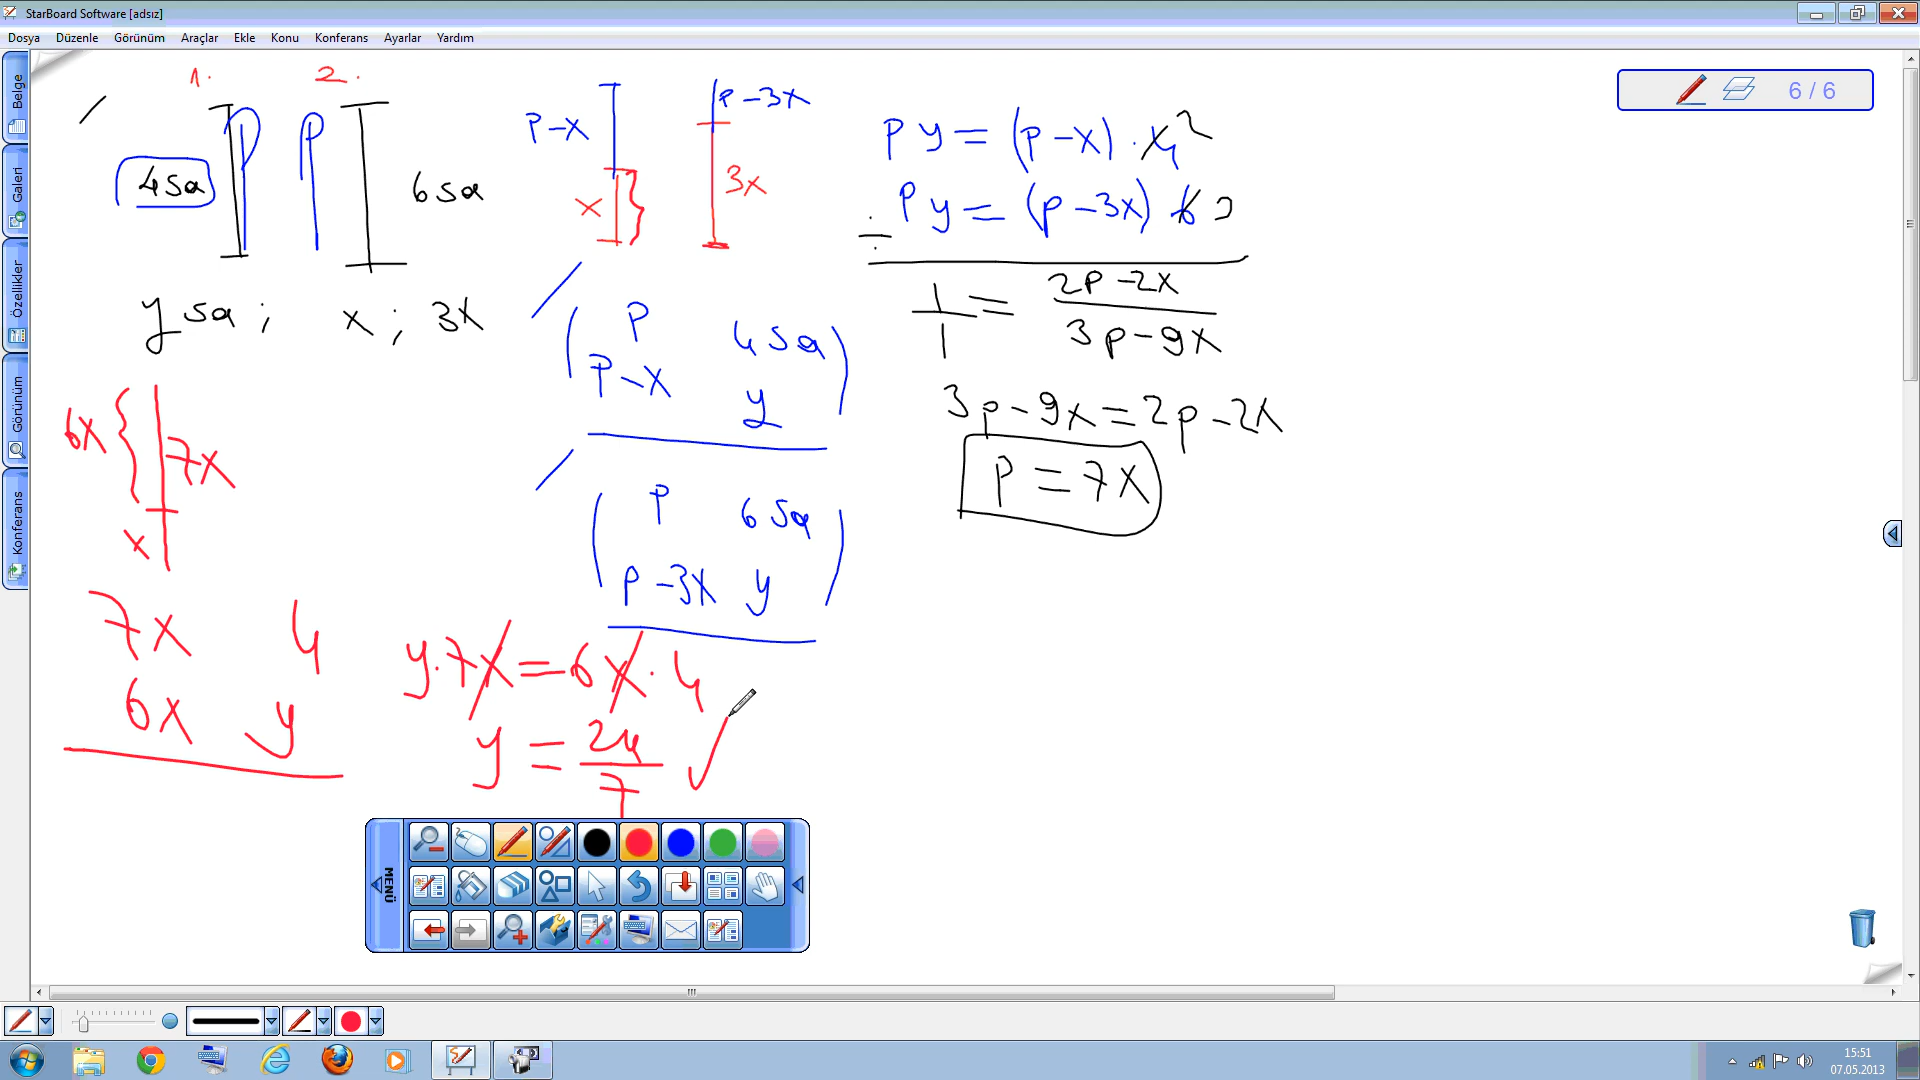 StarBoard Software [adsız]
Dosya Düzenle Görünüm Araçlar Ekle Konu Konferans Ayarlar Yardım
Belge
Galeri
Özellikler
Görünüm
Konferans
6 / 6
1. 2.
4sa P P 6sa
y sa ; x ; 3x
P-x x
P-3x 3x
P 4sa
P-x y
P 6sa
P-3x y
Py = (P-x) . 4 2
Py = (P-3x) 6 3
÷
1/1 = 2P-2x / 3P-9x
3P-9x = 2P-2x
P = 7x
6x 7x
x
7x 4
6x y
y.7x = 6x.4
y = 24/7 ✓
MENÜ
15:51
07.05.2013